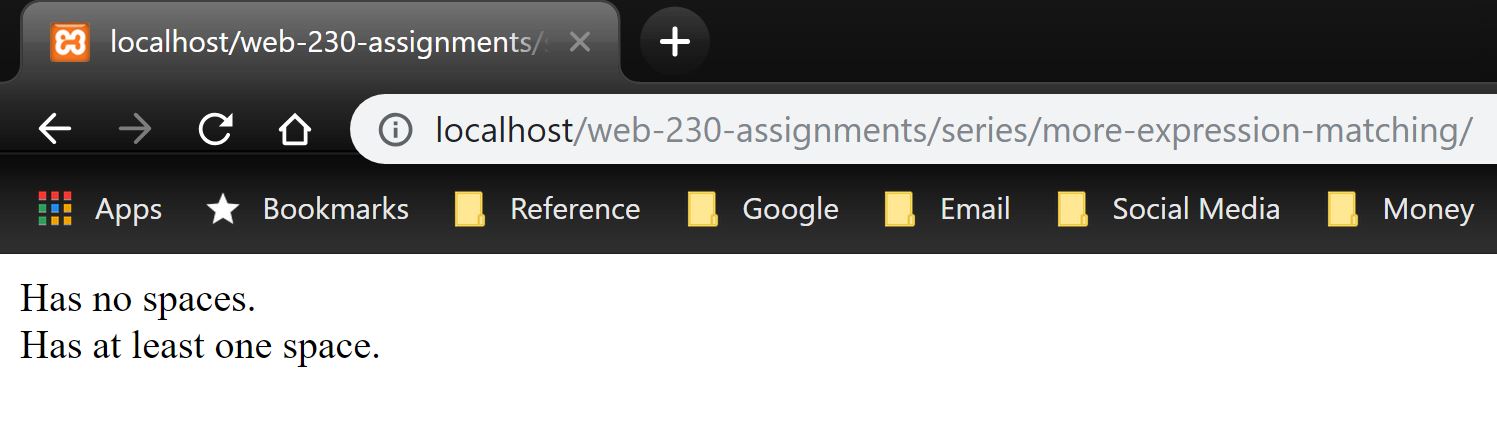 localhost/web-230-assignments/
localhost/web-230-assignments/series/more-expression-matching/
Apps Bookmarks Reference Google Email Social Media Money
Has no spaces.
Has at least one space.